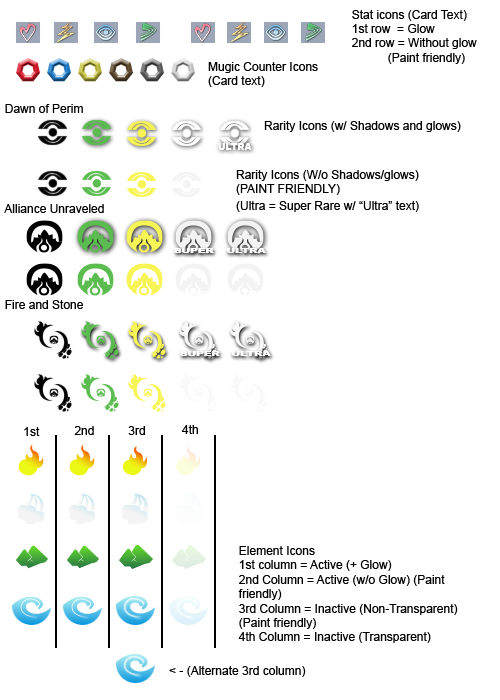 Stat icons (Card Text)
1st row  = Glow
2nd row = Without glow
(Paint friendly)
Mugic Counter Icons
(Card text)
Dawn of Perim
Rarity Icons (w/ Shadows and glows)
ULTRA
Rarity Icons (W/o Shadows/glows)
(PAINT FRIENDLY)
(Ultra = Super Rare w/ “Ultra” text)
Alliance Unraveled
SUPER ULTRA
Fire and Stone
SUPER ULTRA
1st 2nd 3rd 4th
Element Icons
1st column = Active (+ Glow)
2nd Column = Active (w/o Glow) (Paint
friendly)
3rd Column = Inactive (Non-Transparent)
(Paint friendly)
4th Column = Inactive (Transparent)
< - (Alternate 3rd column)